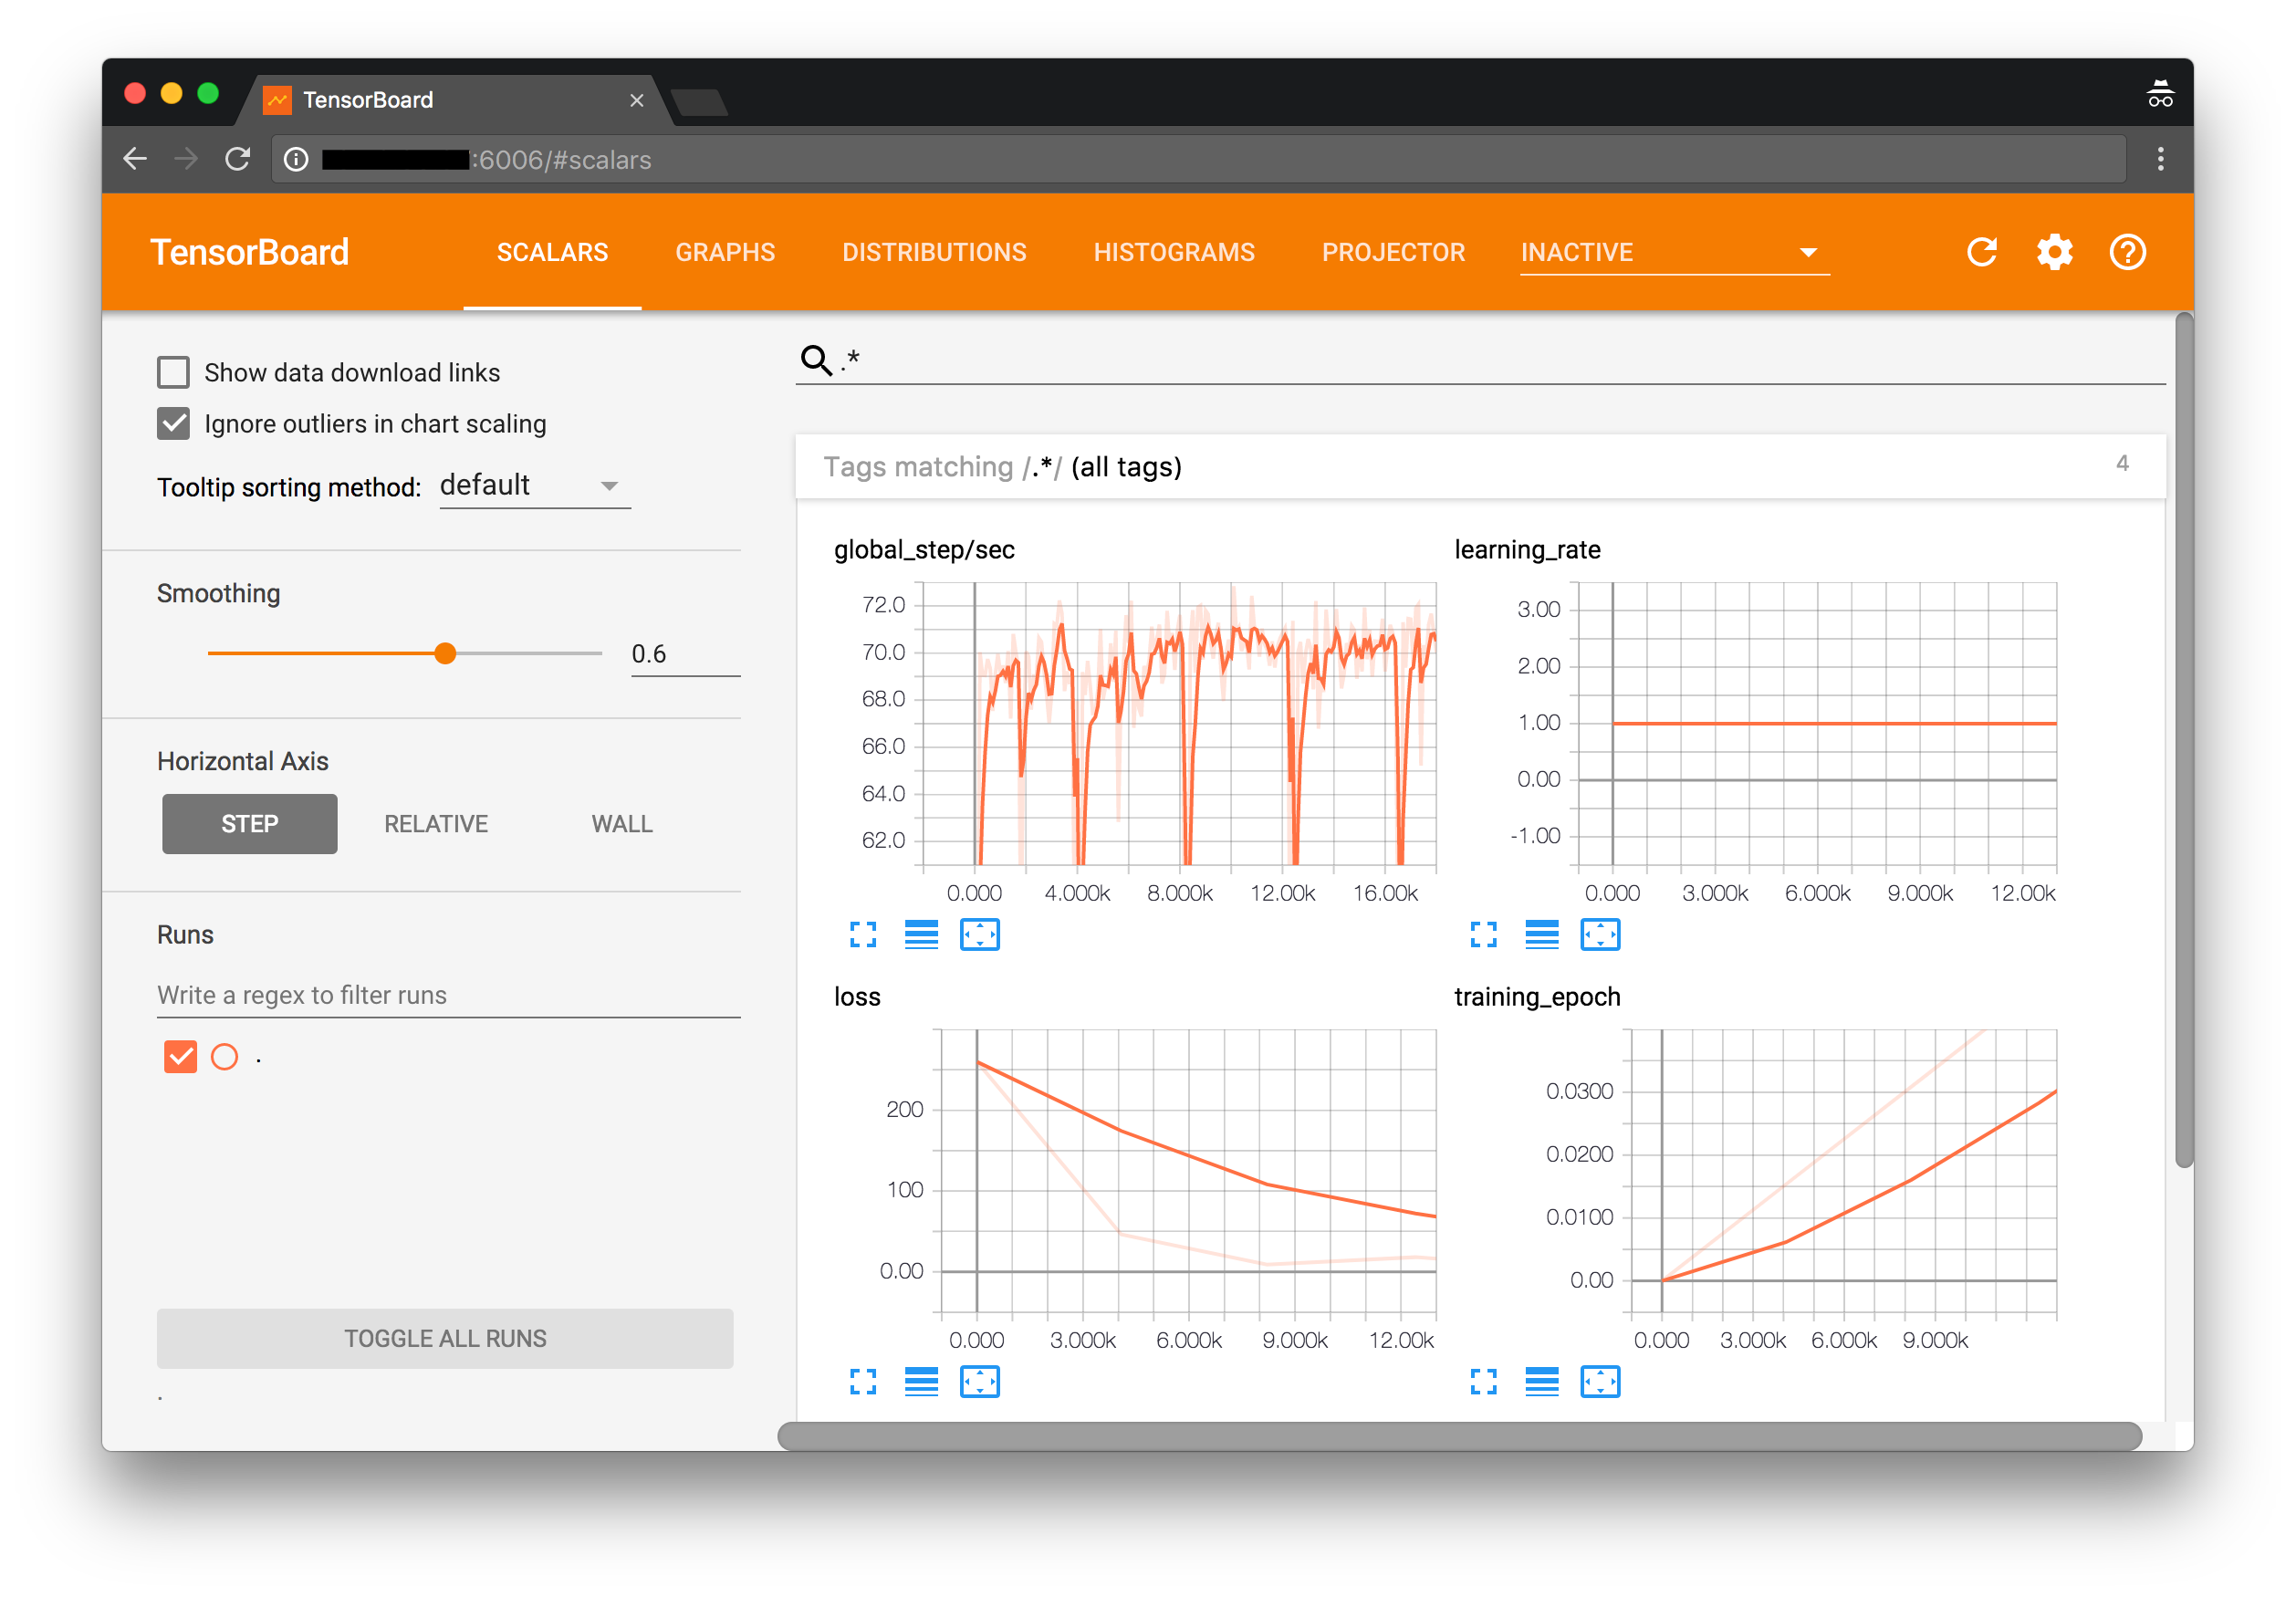 TensorBoard
:6006/#scalars
TensorBoard SCALARS GRAPHS DISTRIBUTIONS HISTOGRAMS PROJECTOR INACTIVE
Show data download links
Ignore outliers in chart scaling
Tooltip sorting method: default
Smoothing
0.6
Horizontal Axis
STEP RELATIVE WALL
Runs
Write a regex to filter runs
.
TOGGLE ALL RUNS
.
.*
Tags matching /.*/ (all tags) 4
global_step/sec
72.0
70.0
68.0
66.0
64.0
62.0
0.000 4.000k 8.000k 12.00k 16.00k
learning_rate
3.00
2.00
1.00
0.00
-1.00
0.000 3.000k 6.000k 9.000k 12.00k
loss
200
100
0.00
0.000 3.000k 6.000k 9.000k 12.00k
training_epoch
0.0300
0.0200
0.0100
0.00
0.000 3.000k 6.000k 9.000k